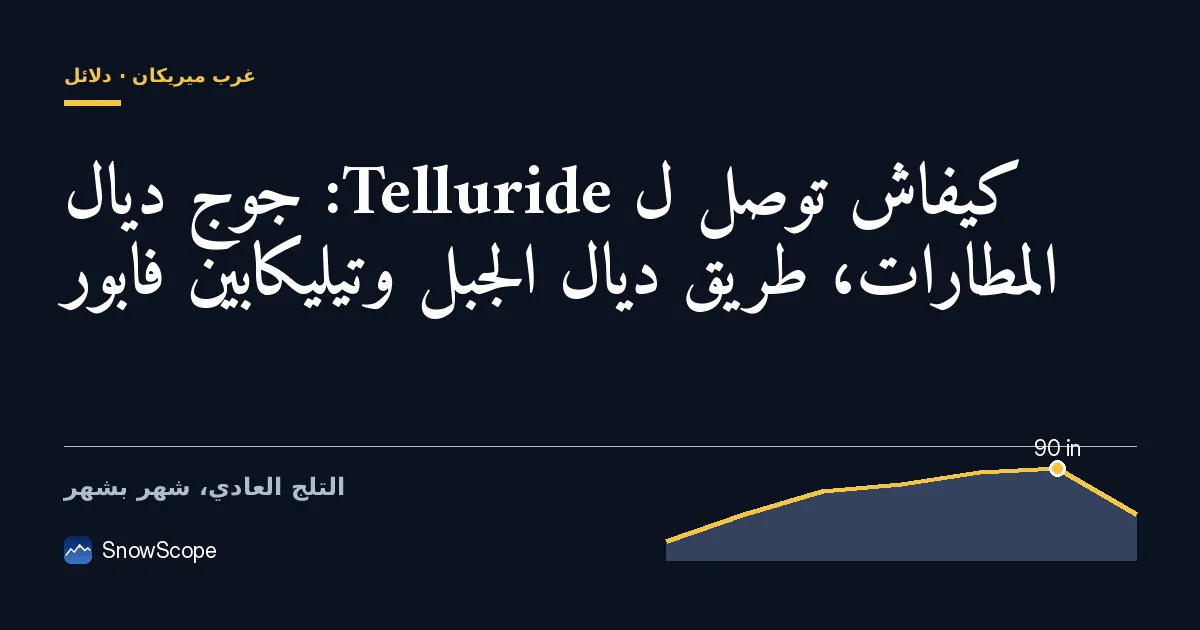 غرب ميريكان · دلائل
كيفاش توصل ل Telluride: جوج ديال
المطارات، طريق ديال الجبل وتيليكابين فابور
90 in
التلج العادي، شهر بشهر
SnowScope